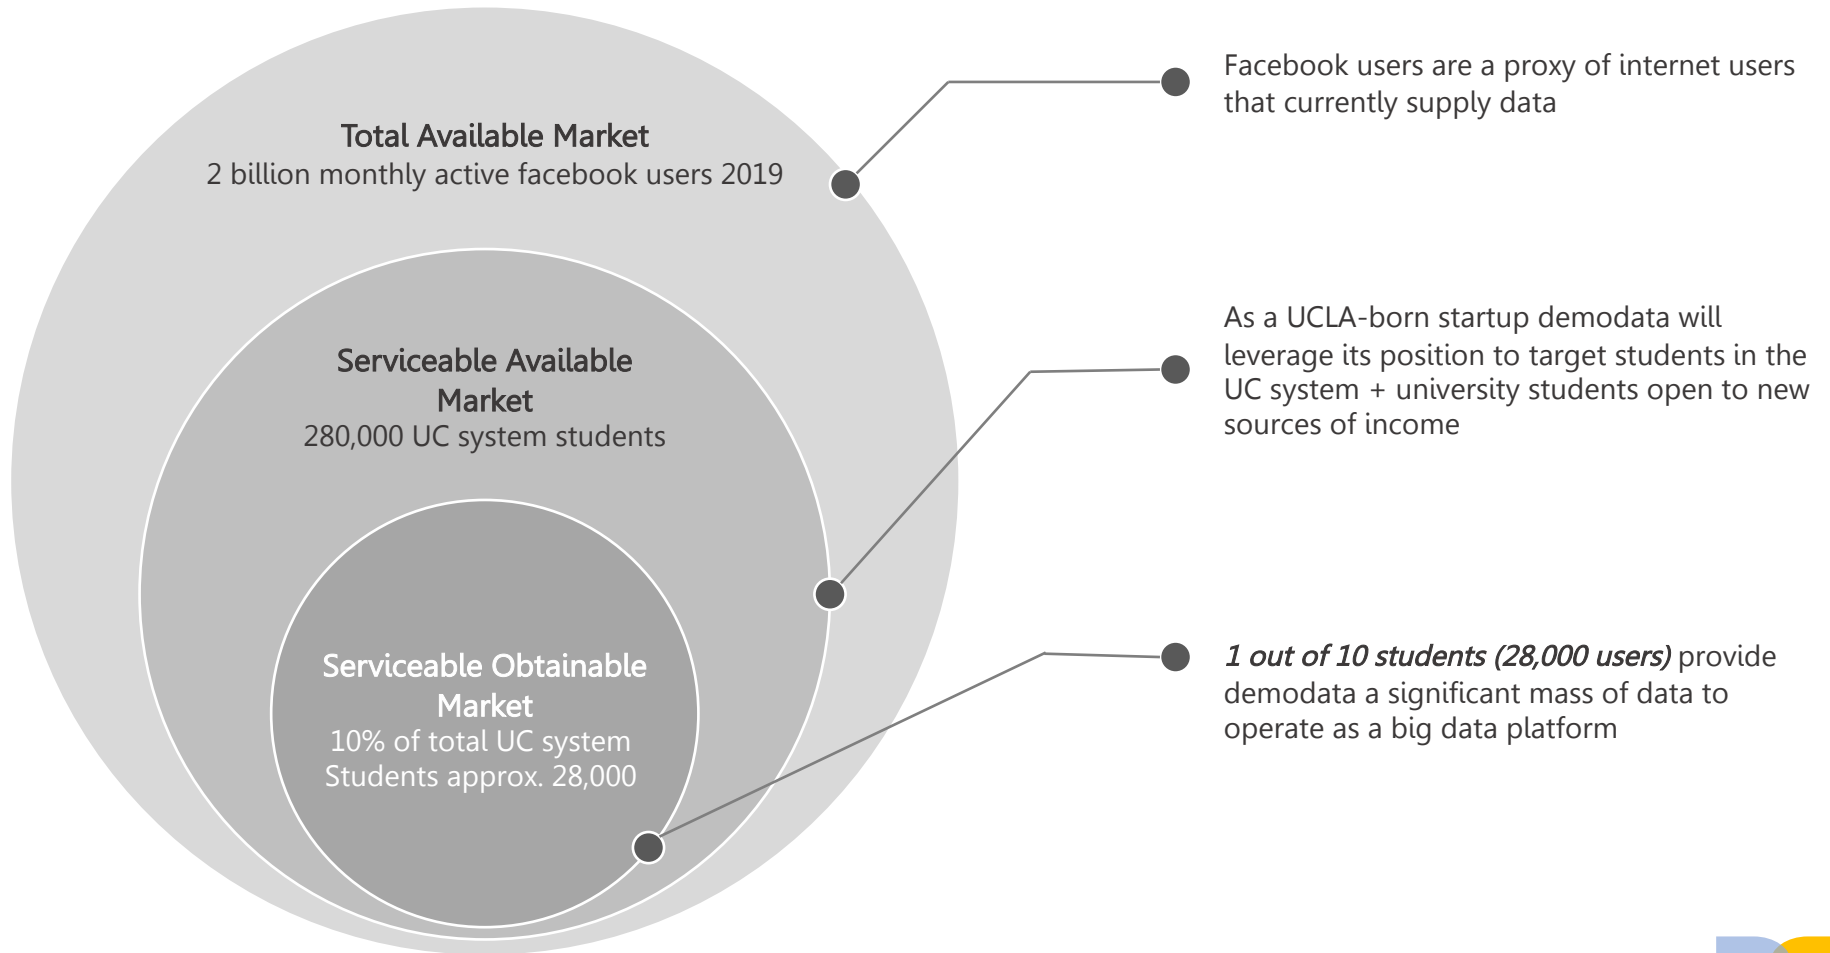 Total Available Market
2 billion monthly active facebook users 2019
Serviceable Available
Market
280,000 UC system students
Serviceable Obtainable
Market
10% of total UC system
Students approx. 28,000
Facebook users are a proxy of internet users
that currently supply data
As a UCLA-born startup demodata will
leverage its position to target students in the
UC system + university students open to new
sources of income
1 out of 10 students (28,000 users) provide
demodata a significant mass of data to
operate as a big data platform